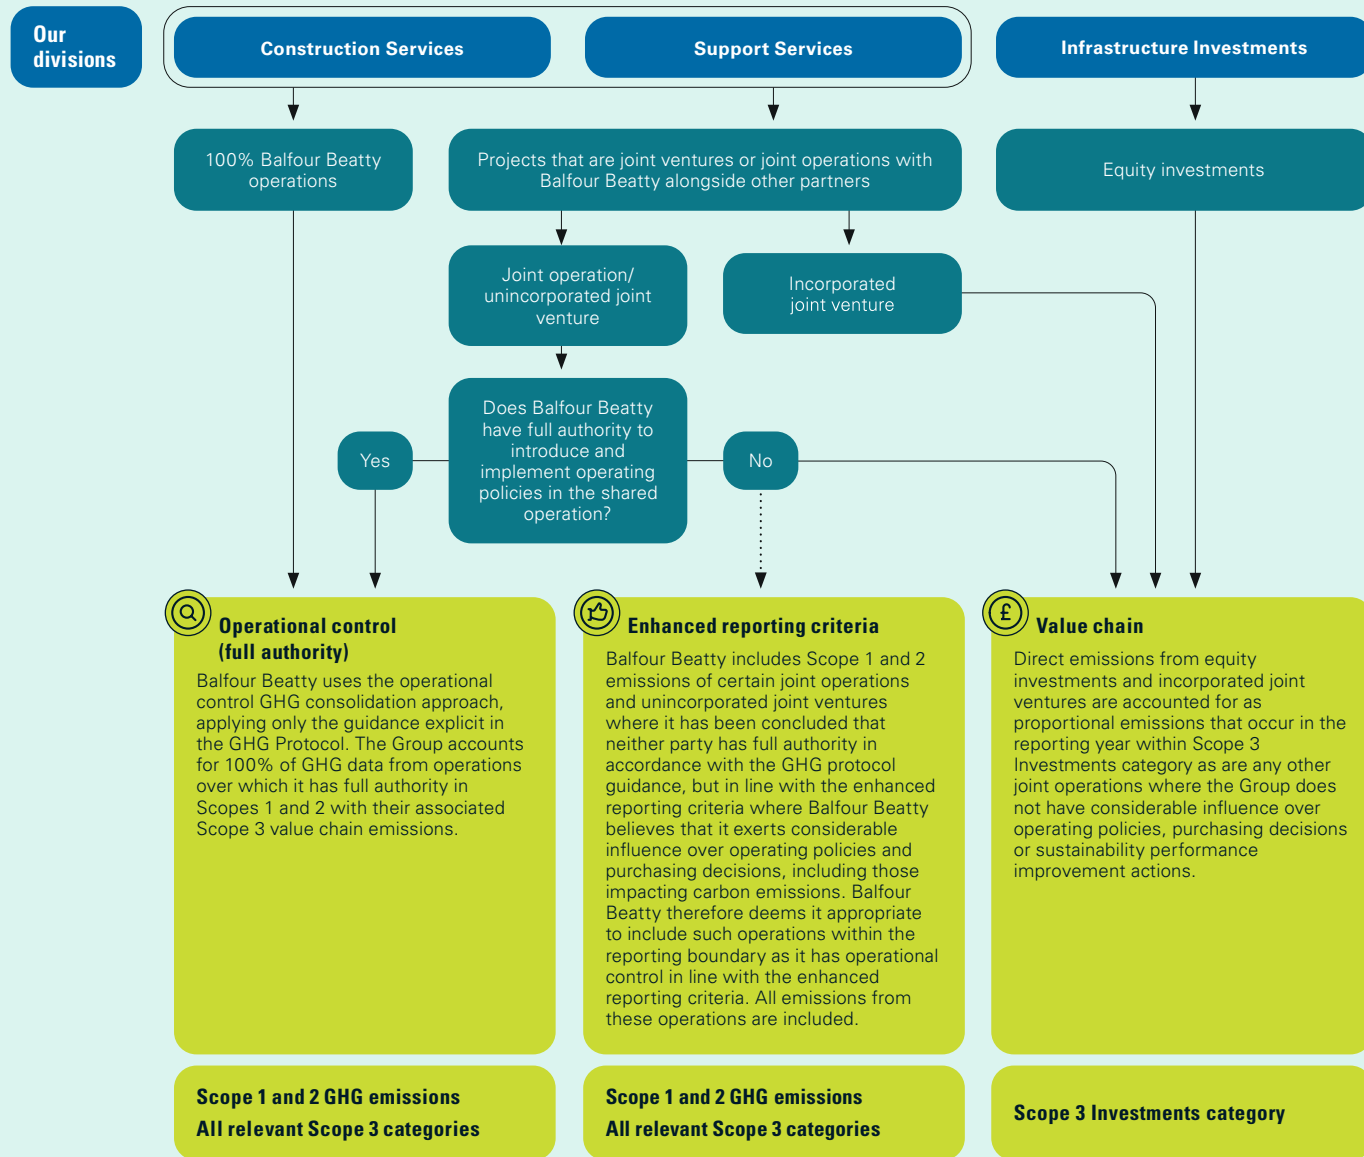 Our
divisions
Construction Services
Support Services
Infrastructure Investments
100% Balfour Beatty
operations
Projects that are joint ventures or joint operations with
Balfour Beatty alongside other partners
Equity investments
Joint operation/
unincorporated joint
venture
Incorporated
joint venture
Does Balfour Beatty
have full authority to
introduce and
implement operating
policies in the shared
operation?
Yes
No
Operational control
(full authority)
Balfour Beatty uses the operational
control GHG consolidation approach,
applying only the guidance explicit in
the GHG Protocol. The Group accounts
for 100% of GHG data from operations
over which it has full authority in
Scopes 1 and 2 with their associated
Scope 3 value chain emissions.
Enhanced reporting criteria
Balfour Beatty includes Scope 1 and 2
emissions of certain joint operations
and unincorporated joint ventures
where it has been concluded that
neither party has full authority in
accordance with the GHG protocol
guidance, but in line with the enhanced
reporting criteria where Balfour Beatty
believes that it exerts considerable
influence over operating policies and
purchasing decisions, including those
impacting carbon emissions. Balfour
Beatty therefore deems it appropriate
to include such operations within the
reporting boundary as it has operational
control in line with the enhanced
reporting criteria. All emissions from
these operations are included.
£
Value chain
Direct emissions from equity
investments and incorporated joint
ventures are accounted for as
proportional emissions that occur in the
reporting year within Scope 3
Investments category as are any other
joint operations where the Group does
not have considerable influence over
operating policies, purchasing decisions
or sustainability performance
improvement actions.
Scope 1 and 2 GHG emissions
All relevant Scope 3 categories
Scope 1 and 2 GHG emissions
All relevant Scope 3 categories
Scope 3 Investments category